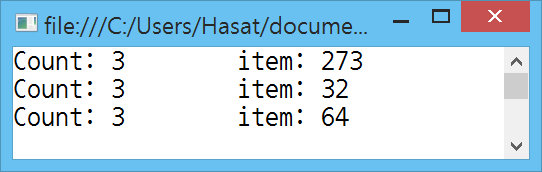 file:///C:/Users/Hasat/docume...
Count: 3 item: 273
Count: 3 item: 32
Count: 3 item: 64